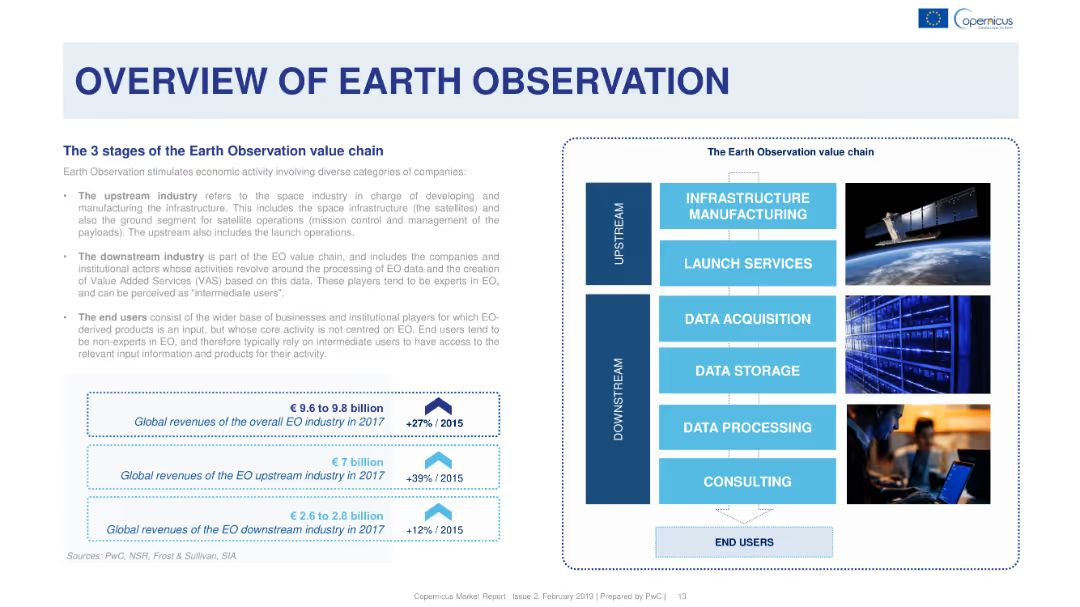 Copernicus
OVERVIEW OF EARTH OBSERVATION
The 3 stages of the Earth Observation value chain
Earth Observation stimulates economic activity involving diverse categories of companies:
• The upstream industry refers to the space industry in charge of developing and
manufacturing the infrastructure. This includes the space infrastructure (the satellites) and
also the ground segment for satellite operations (mission control and management of the
payloads). The upstream also includes the launch operations.
• The downstream industry is part of the EO value chain, and includes the companies and
institutional actors whose activities revolve around the processing of EO data and the creation
of Value Added Services (VAS) based on this data. These players tend to be experts in EO,
and can be perceived as “intermediate users”.
• The end users consist of the wider base of businesses and institutional players for which EO-
derived products is an input, but whose core activity is not centred on EO. End users tend to
be non-experts in EO, and therefore typically rely on intermediate users to have access to the
relevant input information and products for their activity.
€ 9.6 to 9.8 billion
Global revenues of the overall EO industry in 2017
+27% / 2015
€ 7 billion
Global revenues of the EO upstream industry in 2017
+39% / 2015
€ 2.6 to 2.8 billion
Global revenues of the EO downstream industry in 2017
+12% / 2015
Sources: PwC, NSR, Frost & Sullivan, SIA
The Earth Observation value chain
UPSTREAM
INFRASTRUCTURE
MANUFACTURING
LAUNCH SERVICES
DOWNSTREAM
DATA ACQUISITION
DATA STORAGE
DATA PROCESSING
CONSULTING
END USERS
Copernicus Market Report Issue 2, February 2019 | Prepared by PwC | 13